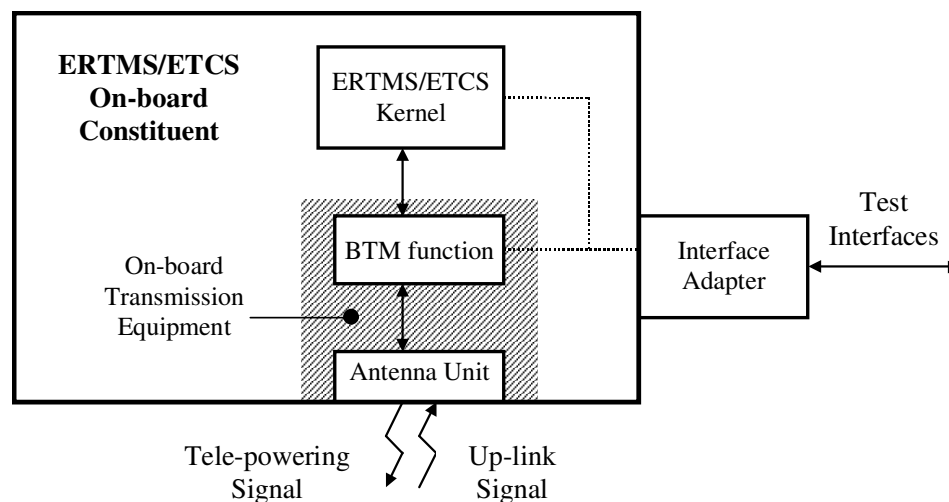 ERTMS/ETCS
On-board
Constituent
ERTMS/ETCS
Kernel
BTM function
On-board
Transmission
Equipment
Antenna Unit
Interface
Adapter
Test
Interfaces
Tele-powering
Signal
Up-link
Signal